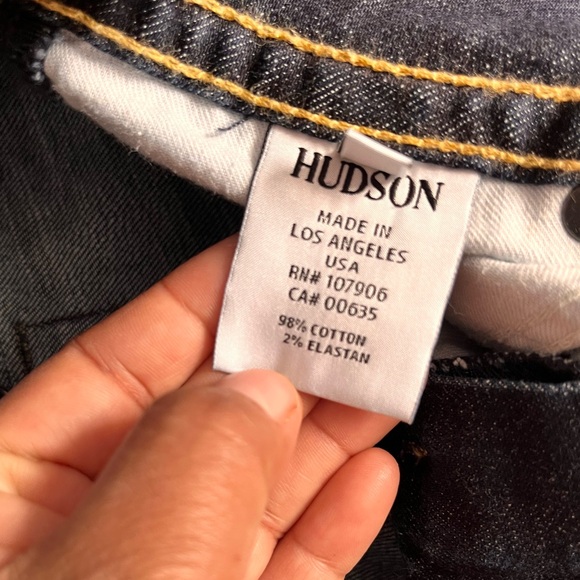 HUDSON
MADE IN
LOS ANGELES
USA
RN# 107906
CA# 00635
98% COTTON
2% ELASTAN